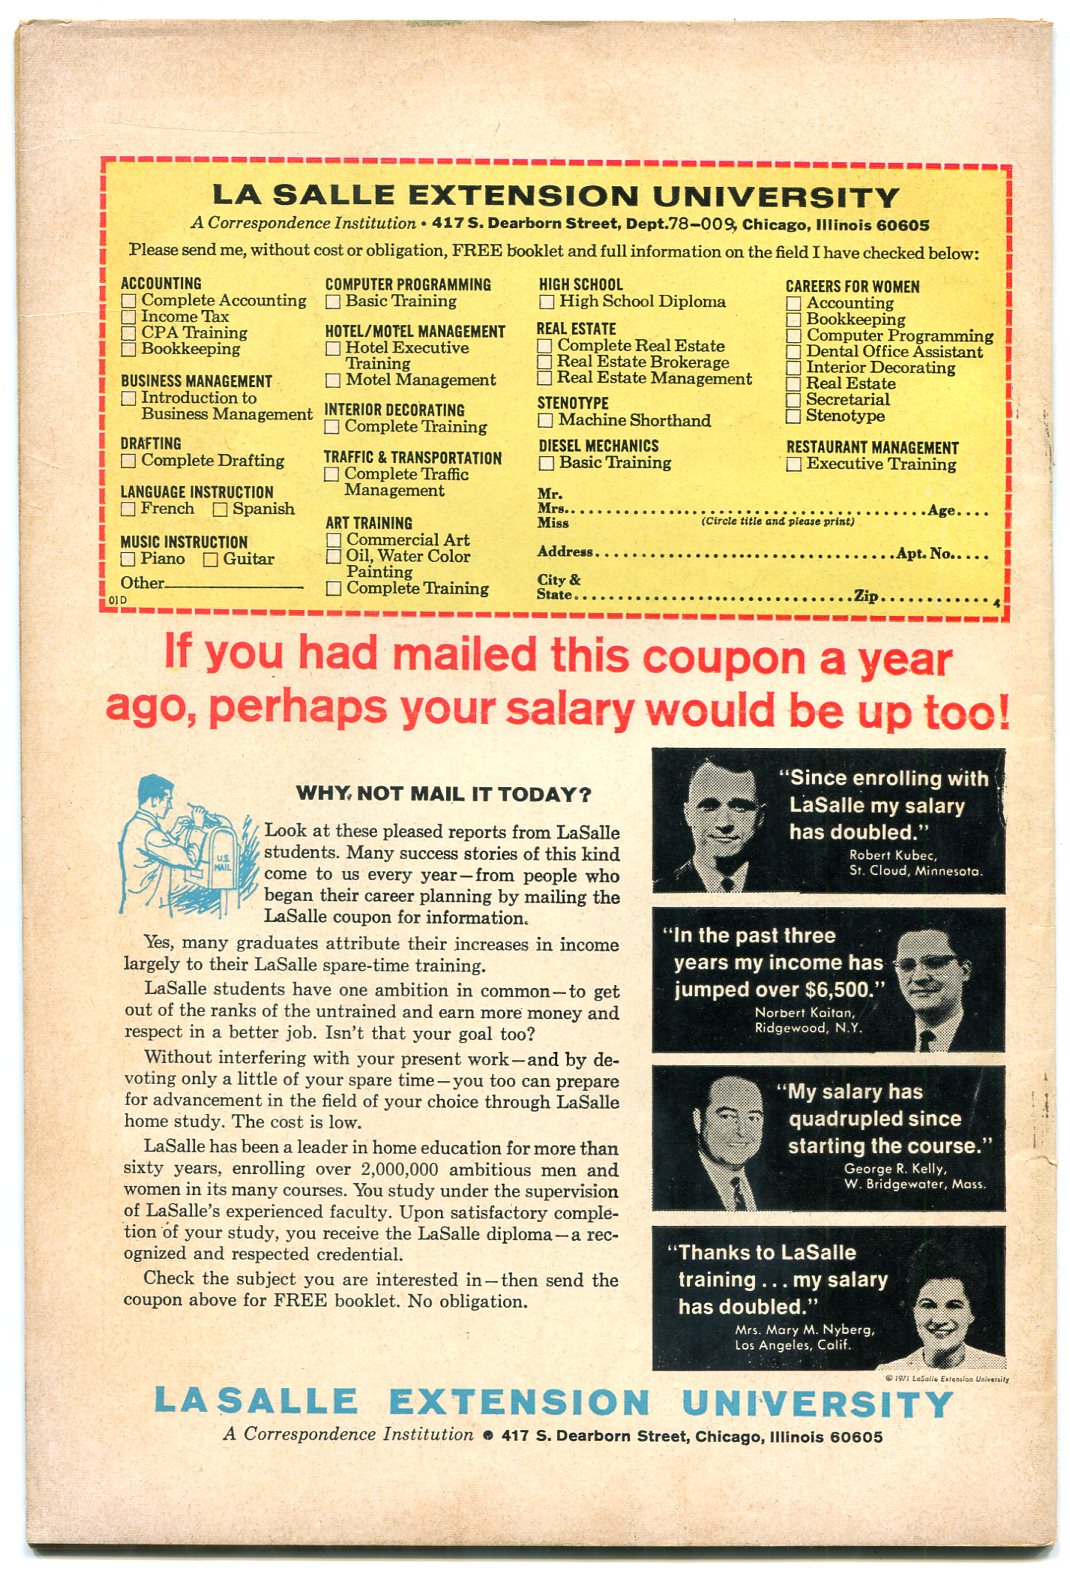 LA SALLE EXTENSION UNIVERSITY
A Correspondence Institution • 417 S. Dearborn Street, Dept. 78-009, Chicago, Illinois 60605
Please send me, without cost or obligation, FREE booklet and full information on the field I have checked below:
ACCOUNTING
Complete Accounting
Income Tax
CPA Training
Bookkeeping
BUSINESS MANAGEMENT
Introduction to
Business Management
DRAFTING
Complete Drafting
LANGUAGE INSTRUCTION
French Spanish
MUSIC INSTRUCTION
Piano Guitar
Other
01D
COMPUTER PROGRAMMING
Basic Training
HOTEL/MOTEL MANAGEMENT
Hotel Executive
Training
Motel Management
INTERIOR DECORATING
Complete Training
TRAFFIC & TRANSPORTATION
Complete Traffic
Management
ART TRAINING
Commercial Art
Oil, Water Color
Painting
Complete Training
HIGH SCHOOL
High School Diploma
REAL ESTATE
Complete Real Estate
Real Estate Brokerage
Real Estate Management
STENOTYPE
Machine Shorthand
DIESEL MECHANICS
Basic Training
CAREERS FOR WOMEN
Accounting
Bookkeeping
Computer Programming
Dental Office Assistant
Interior Decorating
Real Estate
Secretarial
Stenotype
RESTAURANT MANAGEMENT
Executive Training
Mr.
Mrs. Age
Miss (Circle title and please print)
Address Apt. No.
City &
State Zip
4
If you had mailed this coupon a year
ago, perhaps your salary would be up too!
WHY NOT MAIL IT TODAY?
U.S.
MAIL
Look at these pleased reports from LaSalle
students. Many success stories of this kind
come to us every year—from people who
began their career planning by mailing the
LaSalle coupon for information.
Yes, many graduates attribute their increases in income
largely to their LaSalle spare-time training.
LaSalle students have one ambition in common—to get
out of the ranks of the untrained and earn more money and
respect in a better job. Isn't that your goal too?
Without interfering with your present work—and by de-
voting only a little of your spare time—you too can prepare
for advancement in the field of your choice through LaSalle
home study. The cost is low.
LaSalle has been a leader in home education for more than
sixty years, enrolling over 2,000,000 ambitious men and
women in its many courses. You study under the supervision
of LaSalle's experienced faculty. Upon satisfactory comple-
tion of your study, you receive the LaSalle diploma—a rec-
ognized and respected credential.
Check the subject you are interested in—then send the
coupon above for FREE booklet. No obligation.
"Since enrolling with
LaSalle my salary
has doubled."
Robert Kubec,
St. Cloud, Minnesota.
"In the past three
years my income has
jumped over $6,500."
Norbert Kaitan,
Ridgewood, N.Y.
"My salary has
quadrupled since
starting the course."
George R. Kelly,
W. Bridgewater, Mass.
"Thanks to LaSalle
training ... my salary
has doubled."
Mrs. Mary M. Nyberg,
Los Angeles, Calif.
© 1971 LaSalle Extension University
LASALLE EXTENSION UNIVERSITY
A Correspondence Institution • 417 S. Dearborn Street, Chicago, Illinois 60605